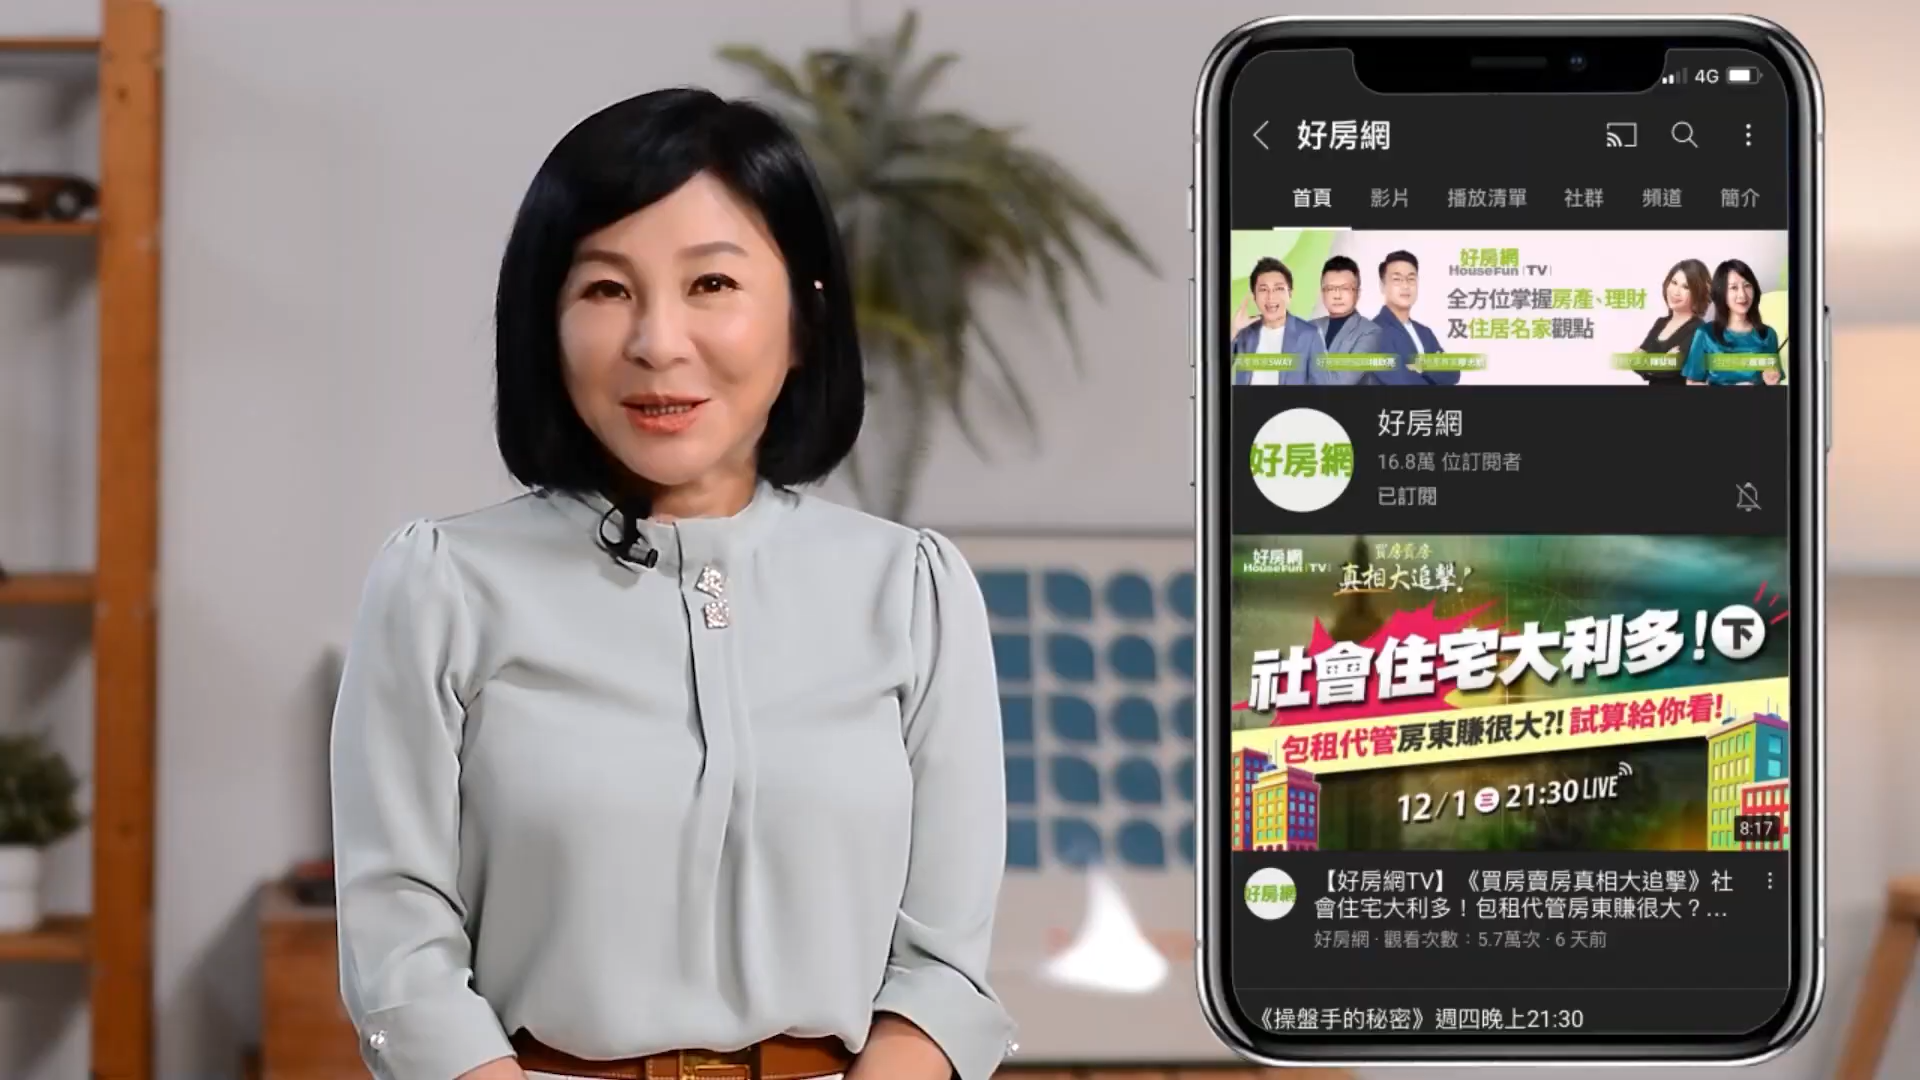 4G
好房網
首頁 影片 播放清單 社群 頻道 簡介
好房網
HouseFun TV
全方位掌握房產、理財
及住居名家觀點
好房網
好房網
16.8萬 位訂閱者
已訂閱
好房網
HouseFun TV
買房賣房
真相大追擊!
社會住宅大利多!下
包租代管房東賺很大?! 試算給你看!
12/1 三 21:30 LIVE
8:17
好房網
【好房網TV】《買房賣房真相大追擊》社
會住宅大利多！包租代管房東賺很大？...
好房網 · 觀看次數：5.7萬次 · 6 天前
《操盤手的秘密》週四晚上21:30